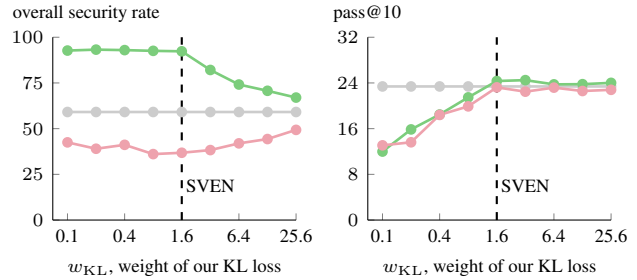 overall security rate
100
75
50
25
0
SVEN
0.1 0.4 1.6 6.4 25.6
w_KL, weight of our KL loss
pass@10
32
24
16
8
0
SVEN
0.1 0.4 1.6 6.4 25.6
w_KL, weight of our KL loss